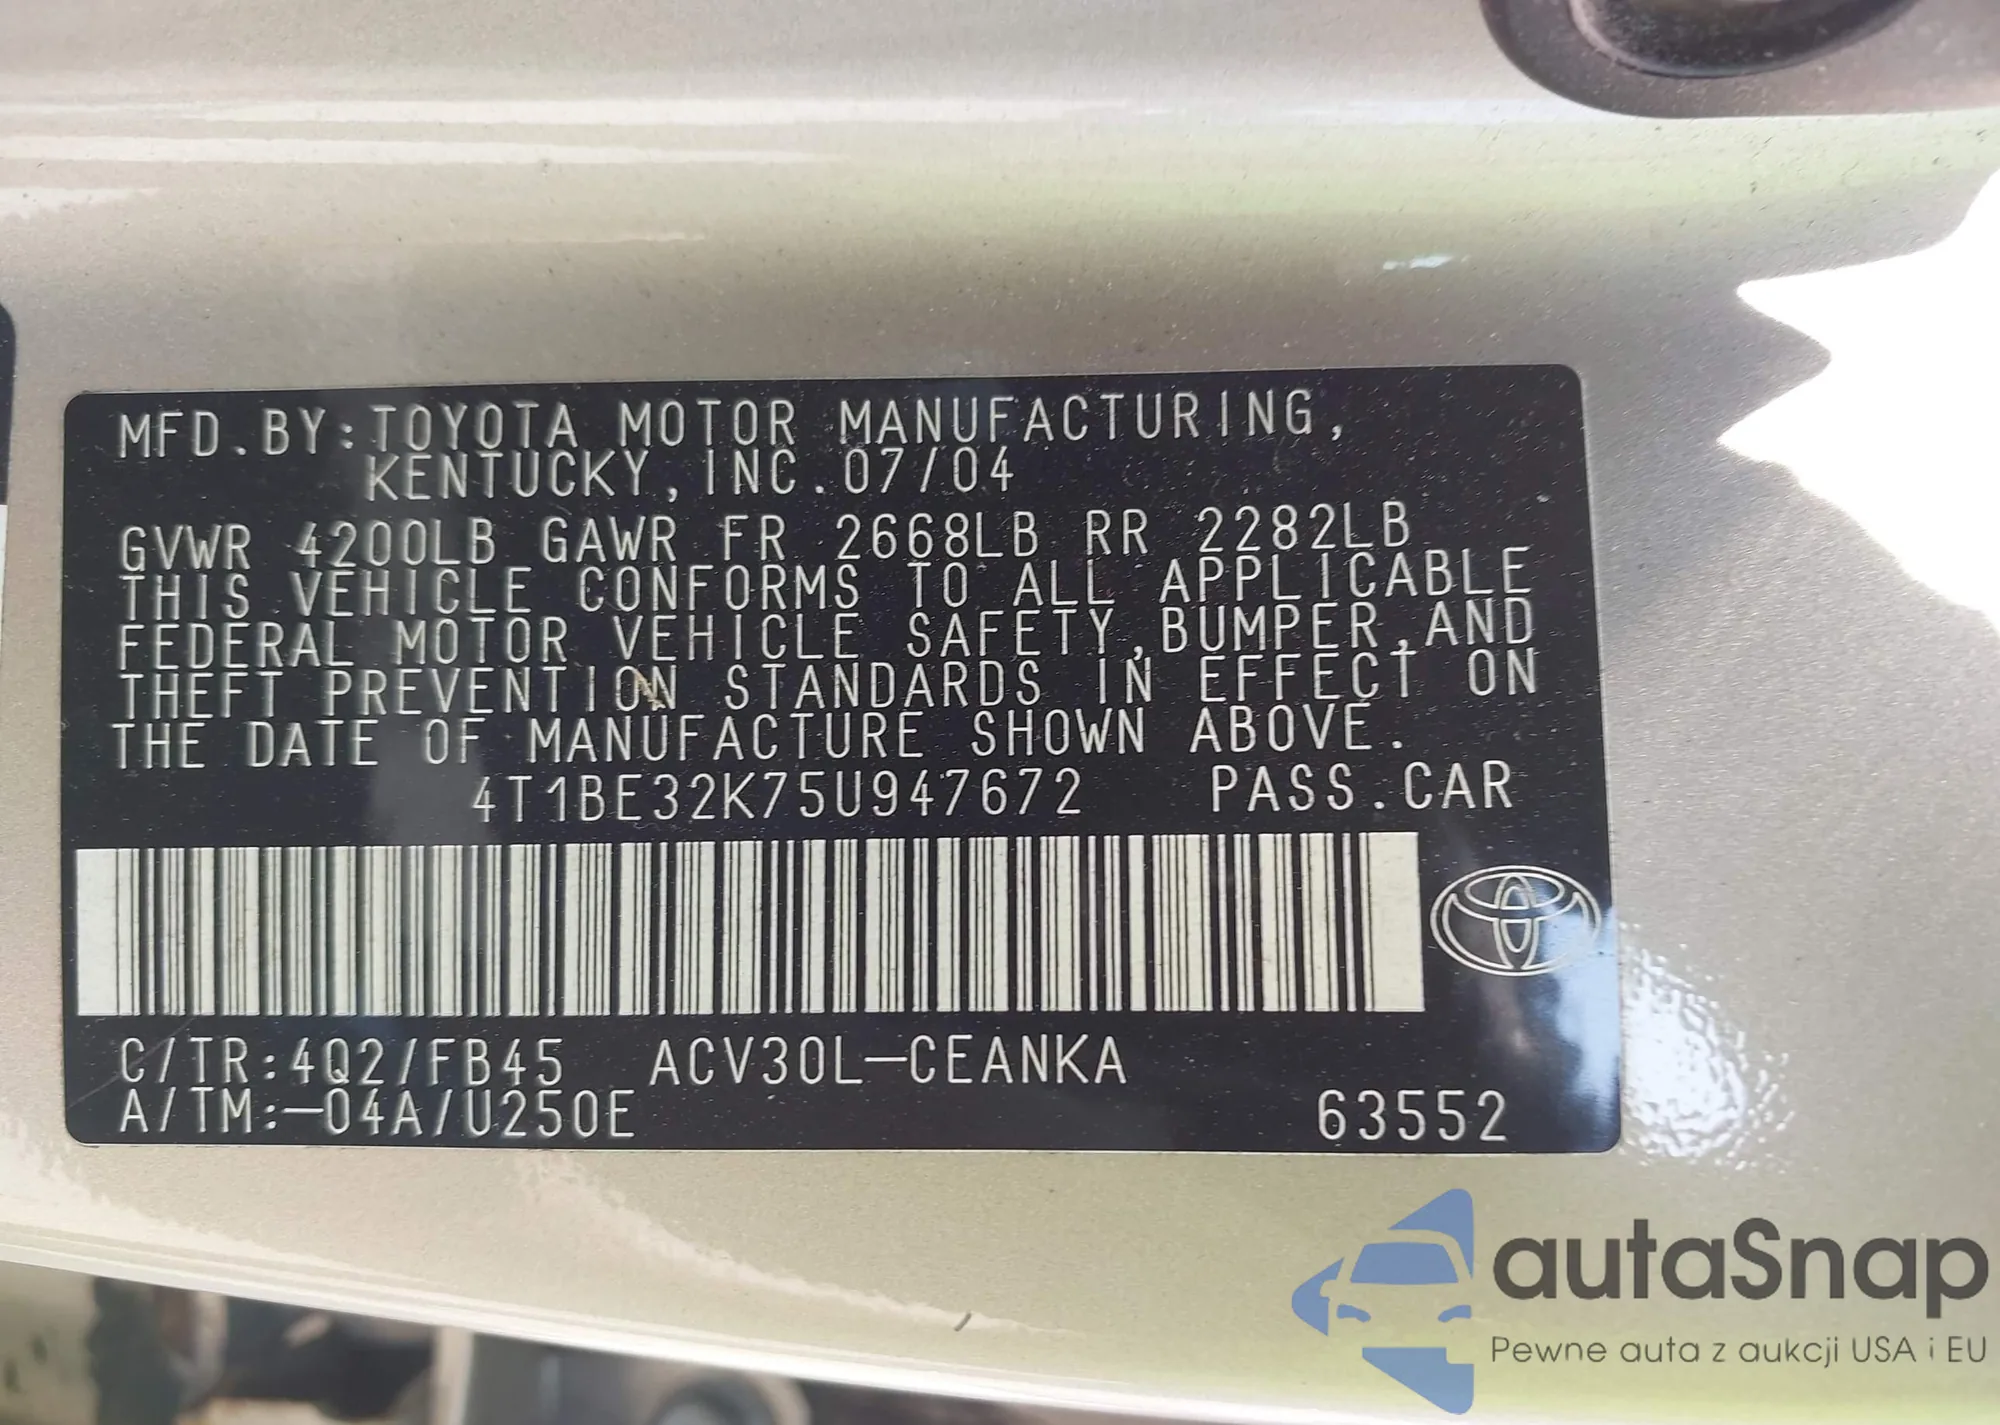 MFD.BY:TOYOTA MOTOR MANUFACTURING,
KENTUCKY,INC.07/04
GVWR 4200LB GAWR FR 2668LB RR 2282LB
THIS VEHICLE CONFORMS TO ALL APPLICABLE
FEDERAL MOTOR VEHICLE SAFETY,BUMPER,AND
THEFT PREVENTION STANDARDS IN EFFECT ON
THE DATE OF MANUFACTURE SHOWN ABOVE.
4T1BE32K75U947672 PASS.CAR
C/TR:4Q2/FB45 ACV30L-CEANKA
A/TM:-04A/U250E 63552
autaSnap
Pewne auta z aukcji USA i EU